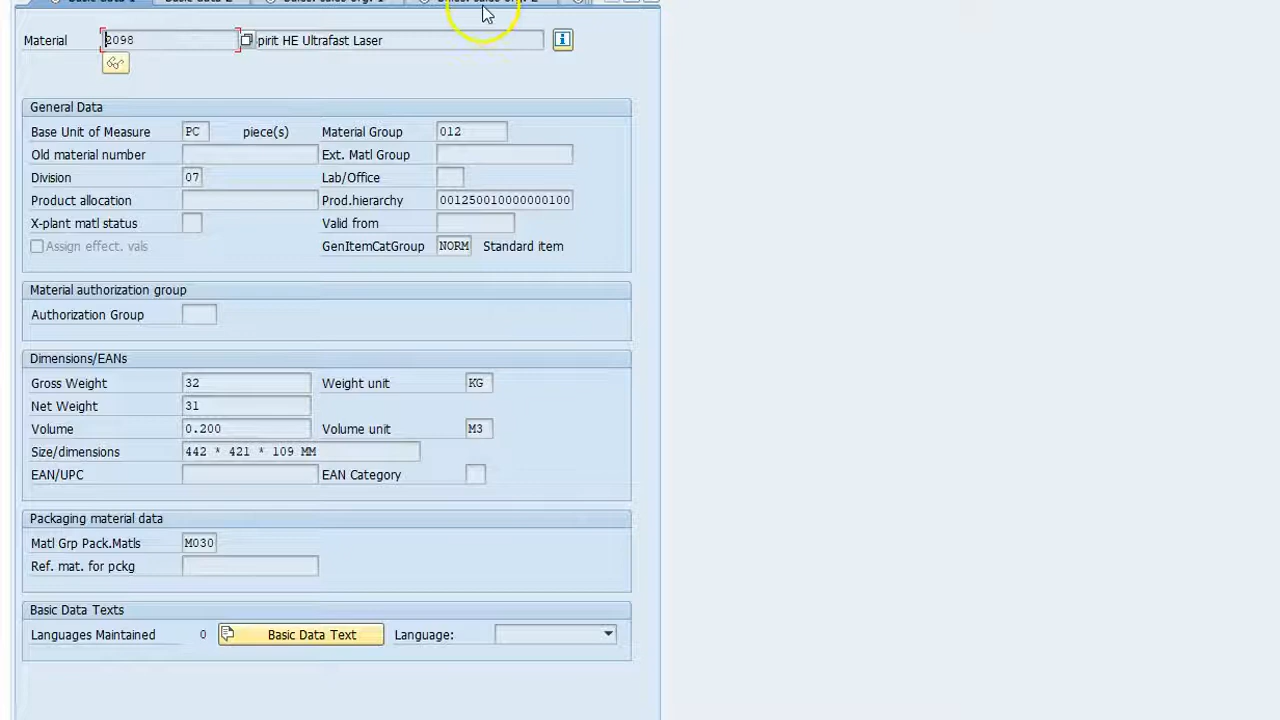 Material 2098 pirit HE Ultrafast Laser
General Data
Base Unit of Measure PC piece(s) Material Group 012
Old material number Ext. Matl Group
Division 07 Lab/Office
Product allocation Prod.hierarchy 001250010000000100
X-plant matl status Valid from
Assign effect. vals GenItemCatGroup NORM Standard item
Material authorization group
Authorization Group
Dimensions/EANs
Gross Weight 32 Weight unit KG
Net Weight 31
Volume 0.200 Volume unit M3
Size/dimensions 442 * 421 * 109 MM
EAN/UPC EAN Category
Packaging material data
Matl Grp Pack.Matls M030
Ref. mat. for pckg
Basic Data Texts
Languages Maintained 0 Basic Data Text Language: